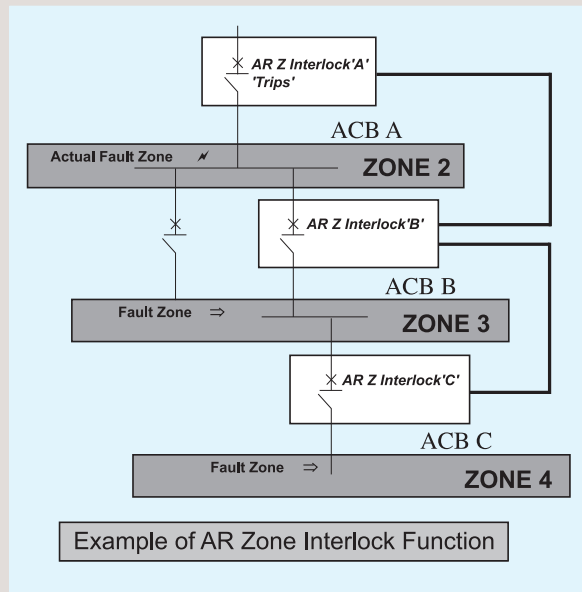 AR Z Interlock'A'
'Trips'
ACB A
Actual Fault Zone
ZONE 2
AR Z Interlock'B'
ACB B
Fault Zone ⇒
ZONE 3
AR Z Interlock'C'
ACB C
Fault Zone ⇒
ZONE 4
Example of AR Zone Interlock Function